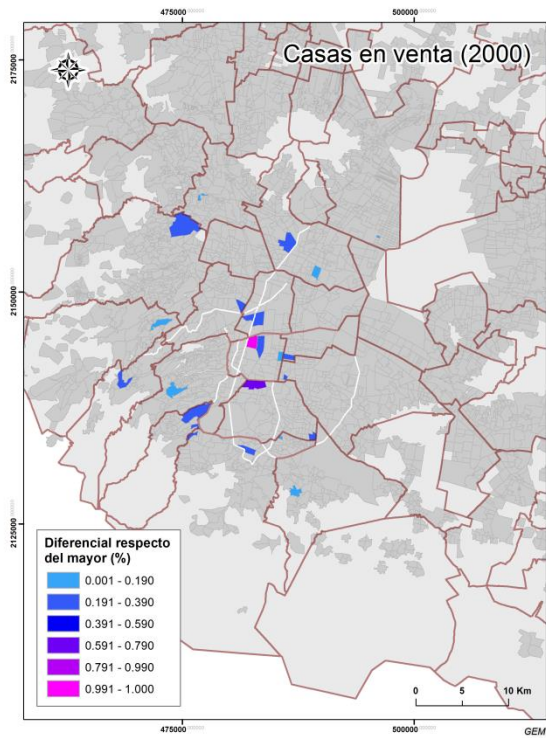 475000
500000
Casas en venta (2000)
2175000
2150000
2125000
Diferencial respecto
del mayor (%)
0.001 - 0.190
0.191 - 0.390
0.391 - 0.590
0.591 - 0.790
0.791 - 0.990
0.991 - 1.000
0 5 10 Km
475000
500000
GEM